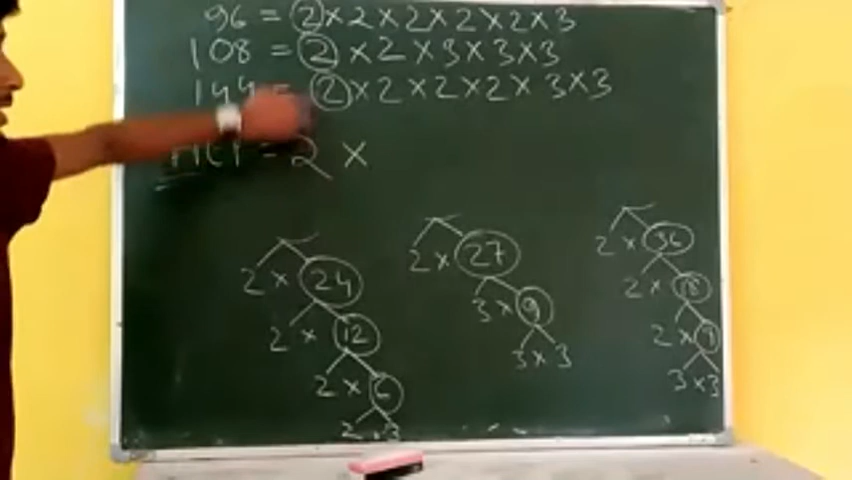 96 = 2×2×2×2×2×3
108 = 2×2×3×3×3
144 = 2×2×2×2×3×3
HCF = 2 ×
2 × 24
2 × 12
2 × 6
2 × 3
2 × 27
3 × 9
3 × 3
2 × 36
2 × 18
2 × 9
3 × 3